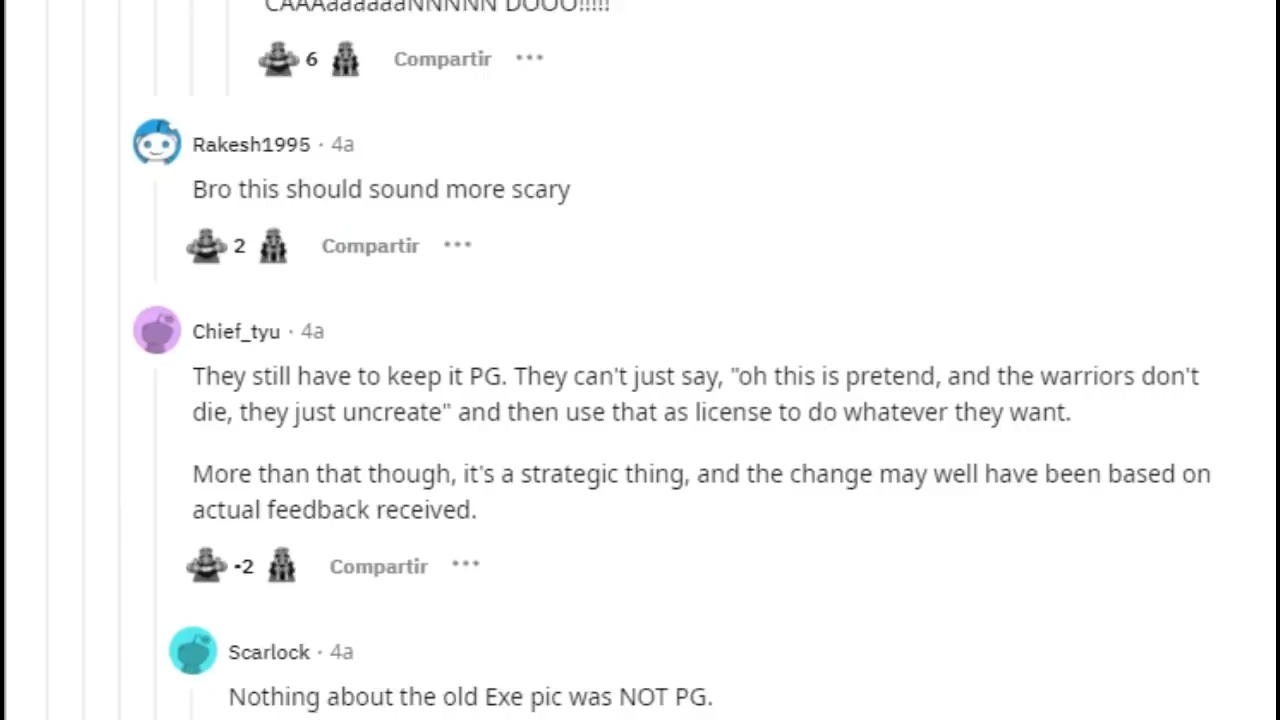 CAAAaaaaaaNNNNN DOOO!!!!!
6 Compartir ···
Rakesh1995 · 4a
Bro this should sound more scary
2 Compartir ···
Chief_tyu · 4a
They still have to keep it PG. They can't just say, "oh this is pretend, and the warriors don't
die, they just uncreate" and then use that as license to do whatever they want.
More than that though, it's a strategic thing, and the change may well have been based on
actual feedback received.
-2 Compartir ···
Scarlock · 4a
Nothing about the old Exe pic was NOT PG.